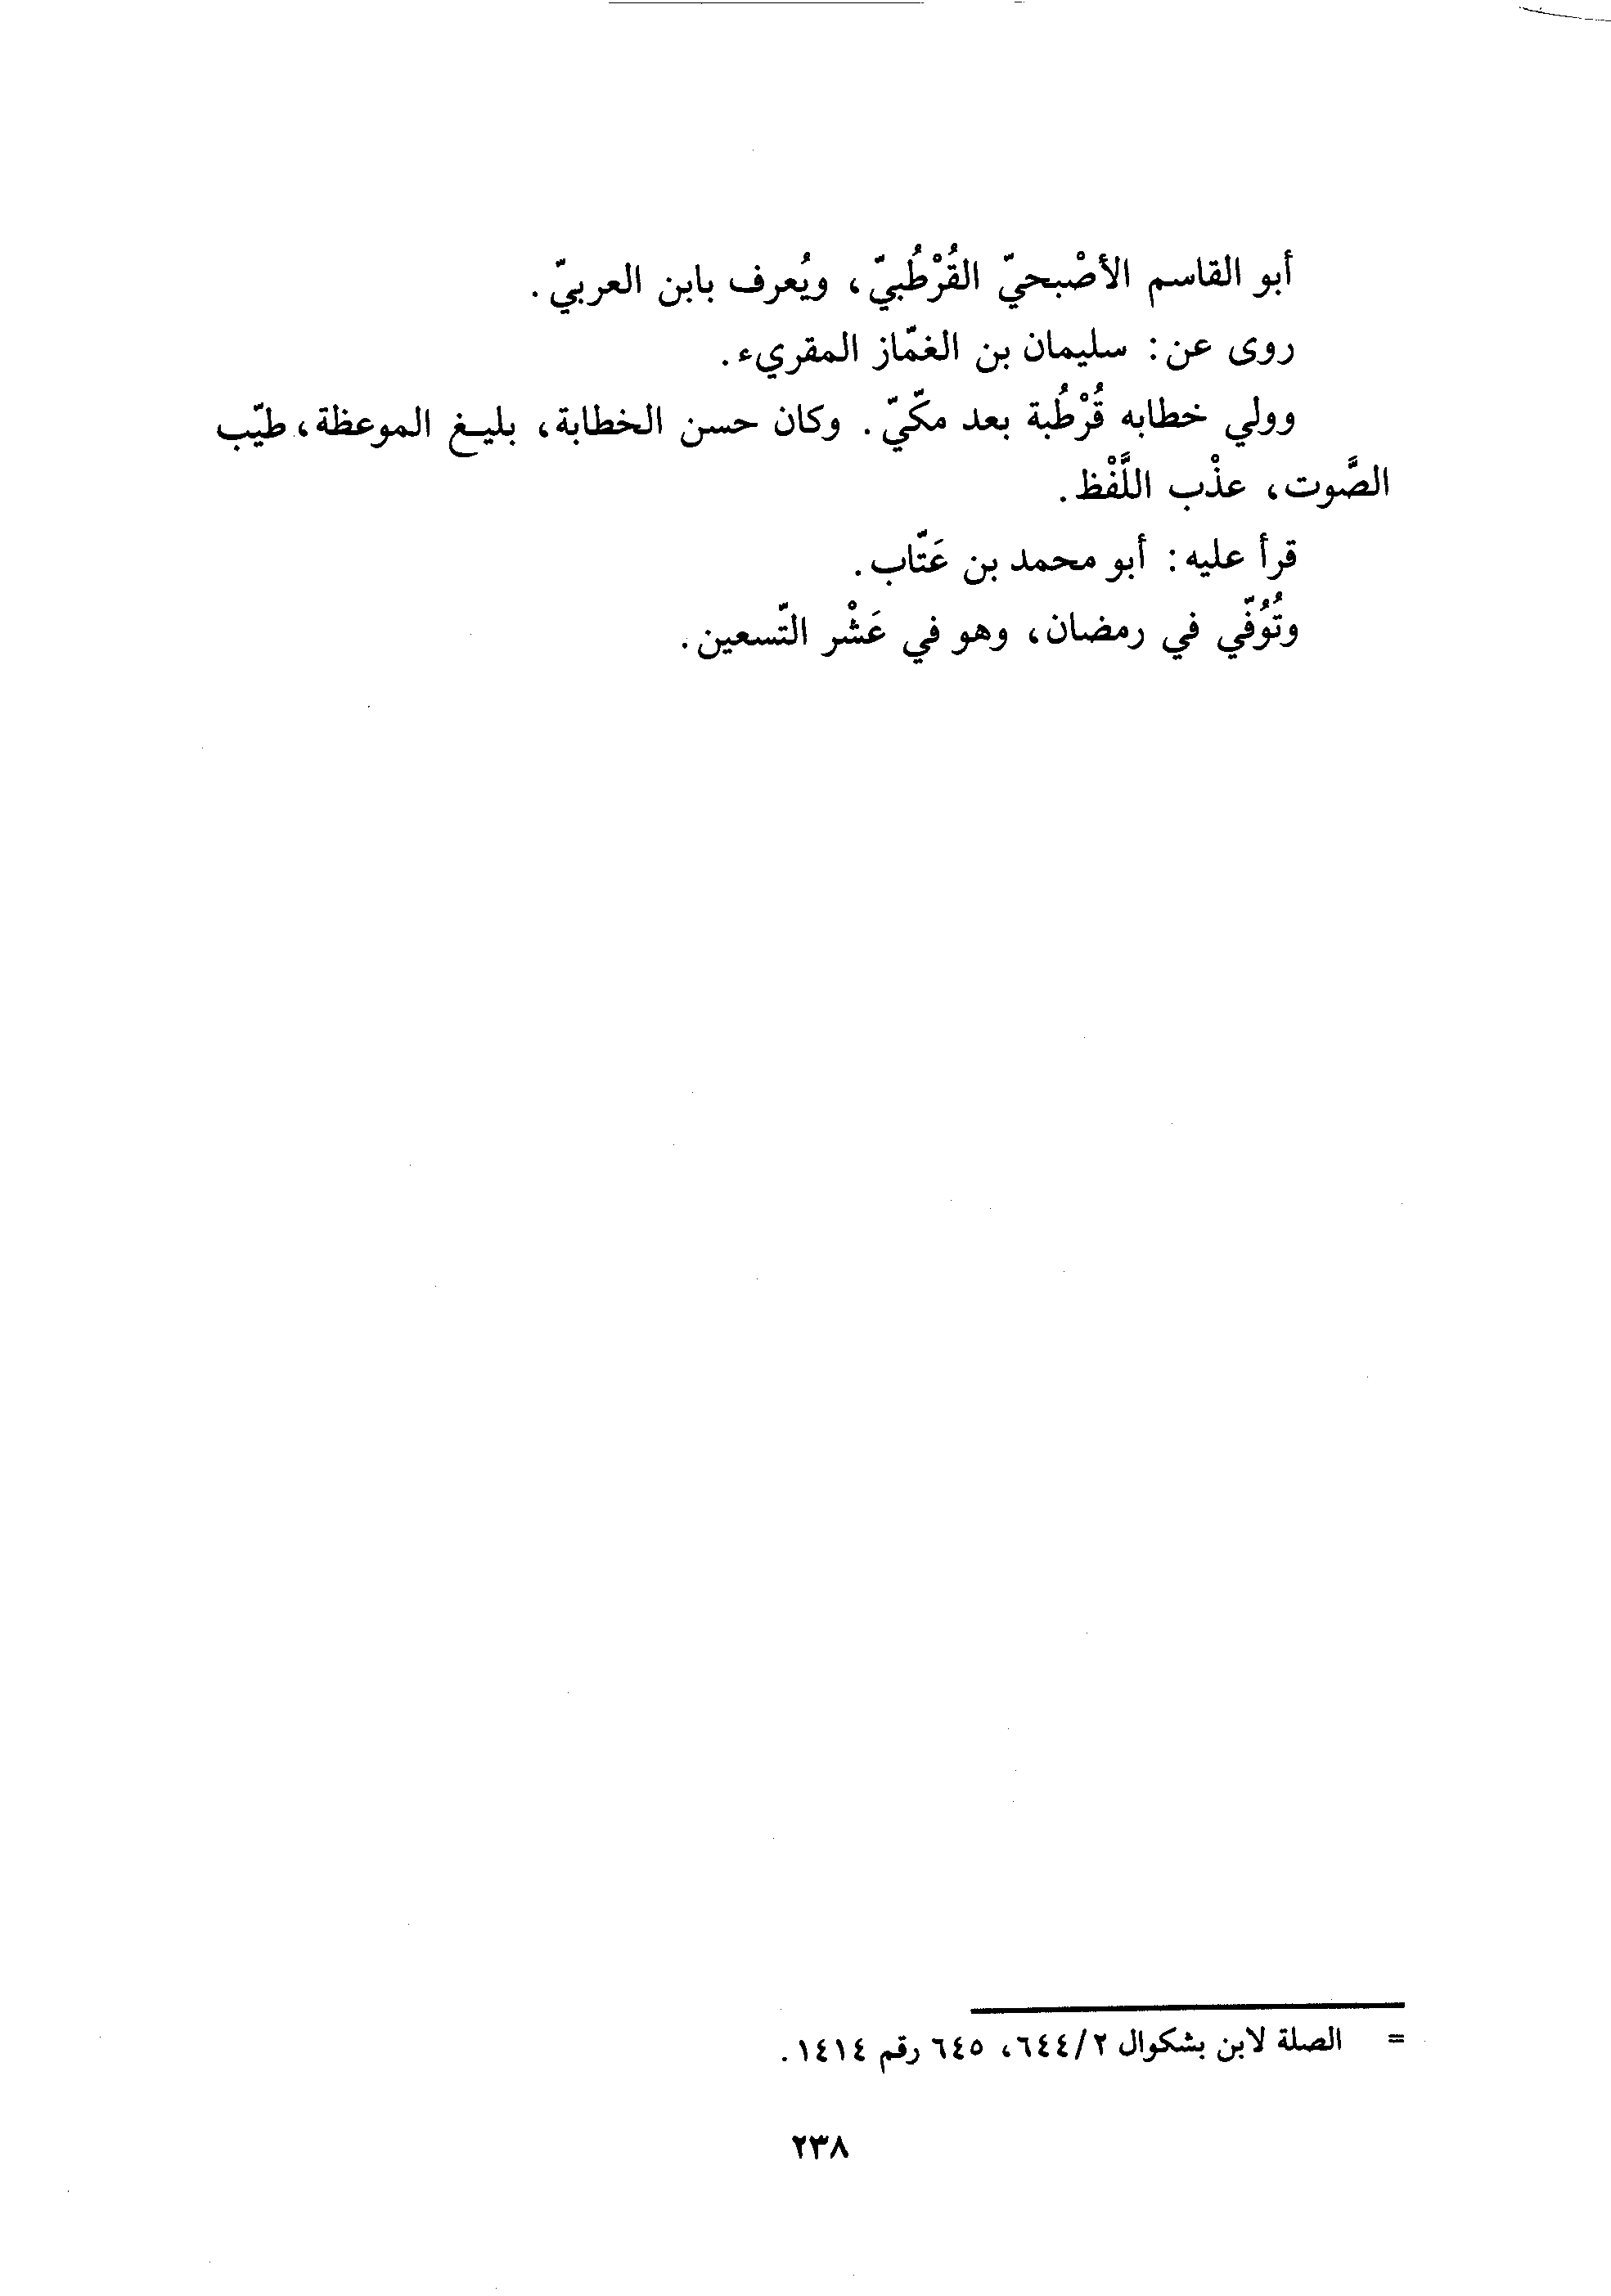 أبو القاسم الأصْبحيّ القُرْطُبيّ، ويُعرف بابن العربيّ.
روى عن: سليمان بن الغمّاز المقريء.
وولي خطابه قُرْطُبة بعد مكّيّ. وكان حسن الخطابة، بليغ الموعظة، طيّب
الصَّوت، عذْب اللَّفْظ.
قرأ عليه: أبو محمد بن عَتّاب.
وتُوُفّي في رمضان، وهو في عَشْر التّسعين.
= الصلة لابن بشكوال ٢/٦٤٤، ٦٤٥ رقم ١٤١٤.
٢٣٨